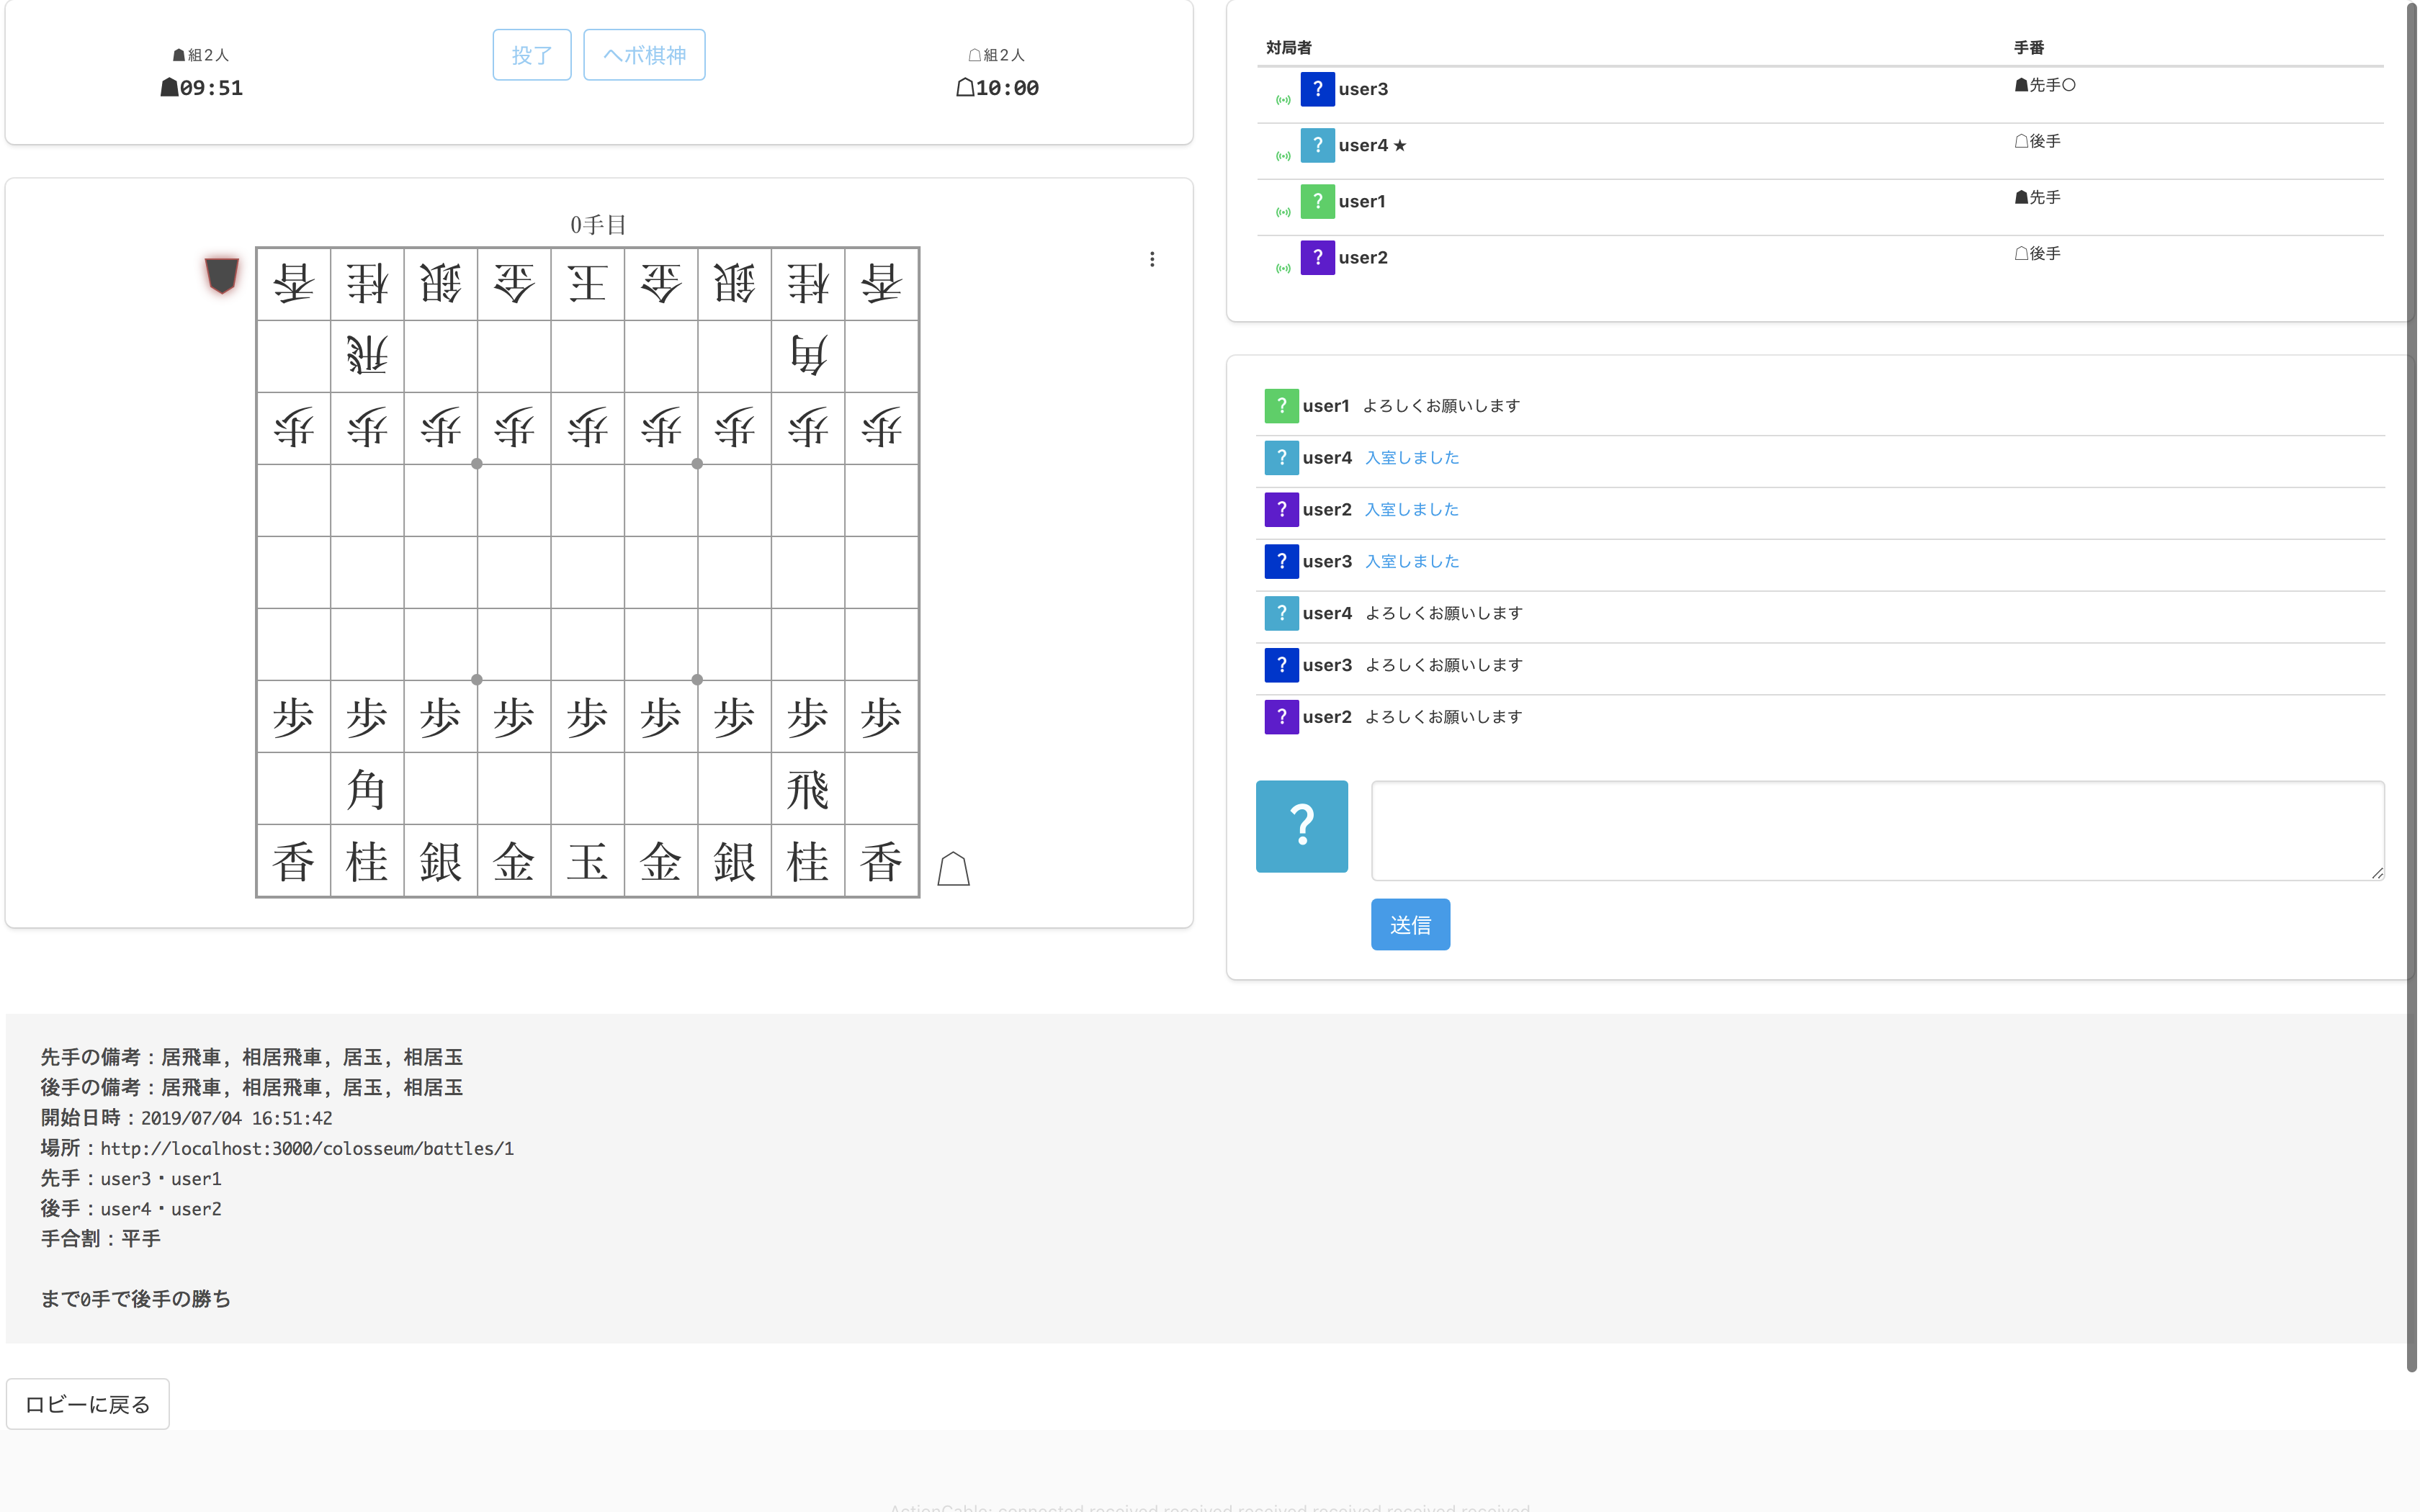 ☗組2人
☗09:51
投了
ヘボ棋神
☖組2人
☖10:00
0手目
香 桂 銀 金 王 金 銀 桂 香
飛 角
歩 歩 歩 歩 歩 歩 歩 歩 歩
歩 歩 歩 歩 歩 歩 歩 歩 歩
角 飛
香 桂 銀 金 玉 金 銀 桂 香
対局者 手番
? user3 ☗先手〇
? user4 ★ ☖後手
? user1 ☗先手
? user2 ☖後手
? user1 よろしくお願いします
? user4 入室しました
? user2 入室しました
? user3 入室しました
? user4 よろしくお願いします
? user3 よろしくお願いします
? user2 よろしくお願いします
?
送信
先手の備考：居飛車, 相居飛車, 居玉, 相居玉
後手の備考：居飛車, 相居飛車, 居玉, 相居玉
開始日時：2019/07/04 16:51:42
場所：http://localhost:3000/colosseum/battles/1
先手：user3・user1
後手：user4・user2
手合割：平手
まで0手で後手の勝ち
ロビーに戻る
ActionCable: connected received received received received received received